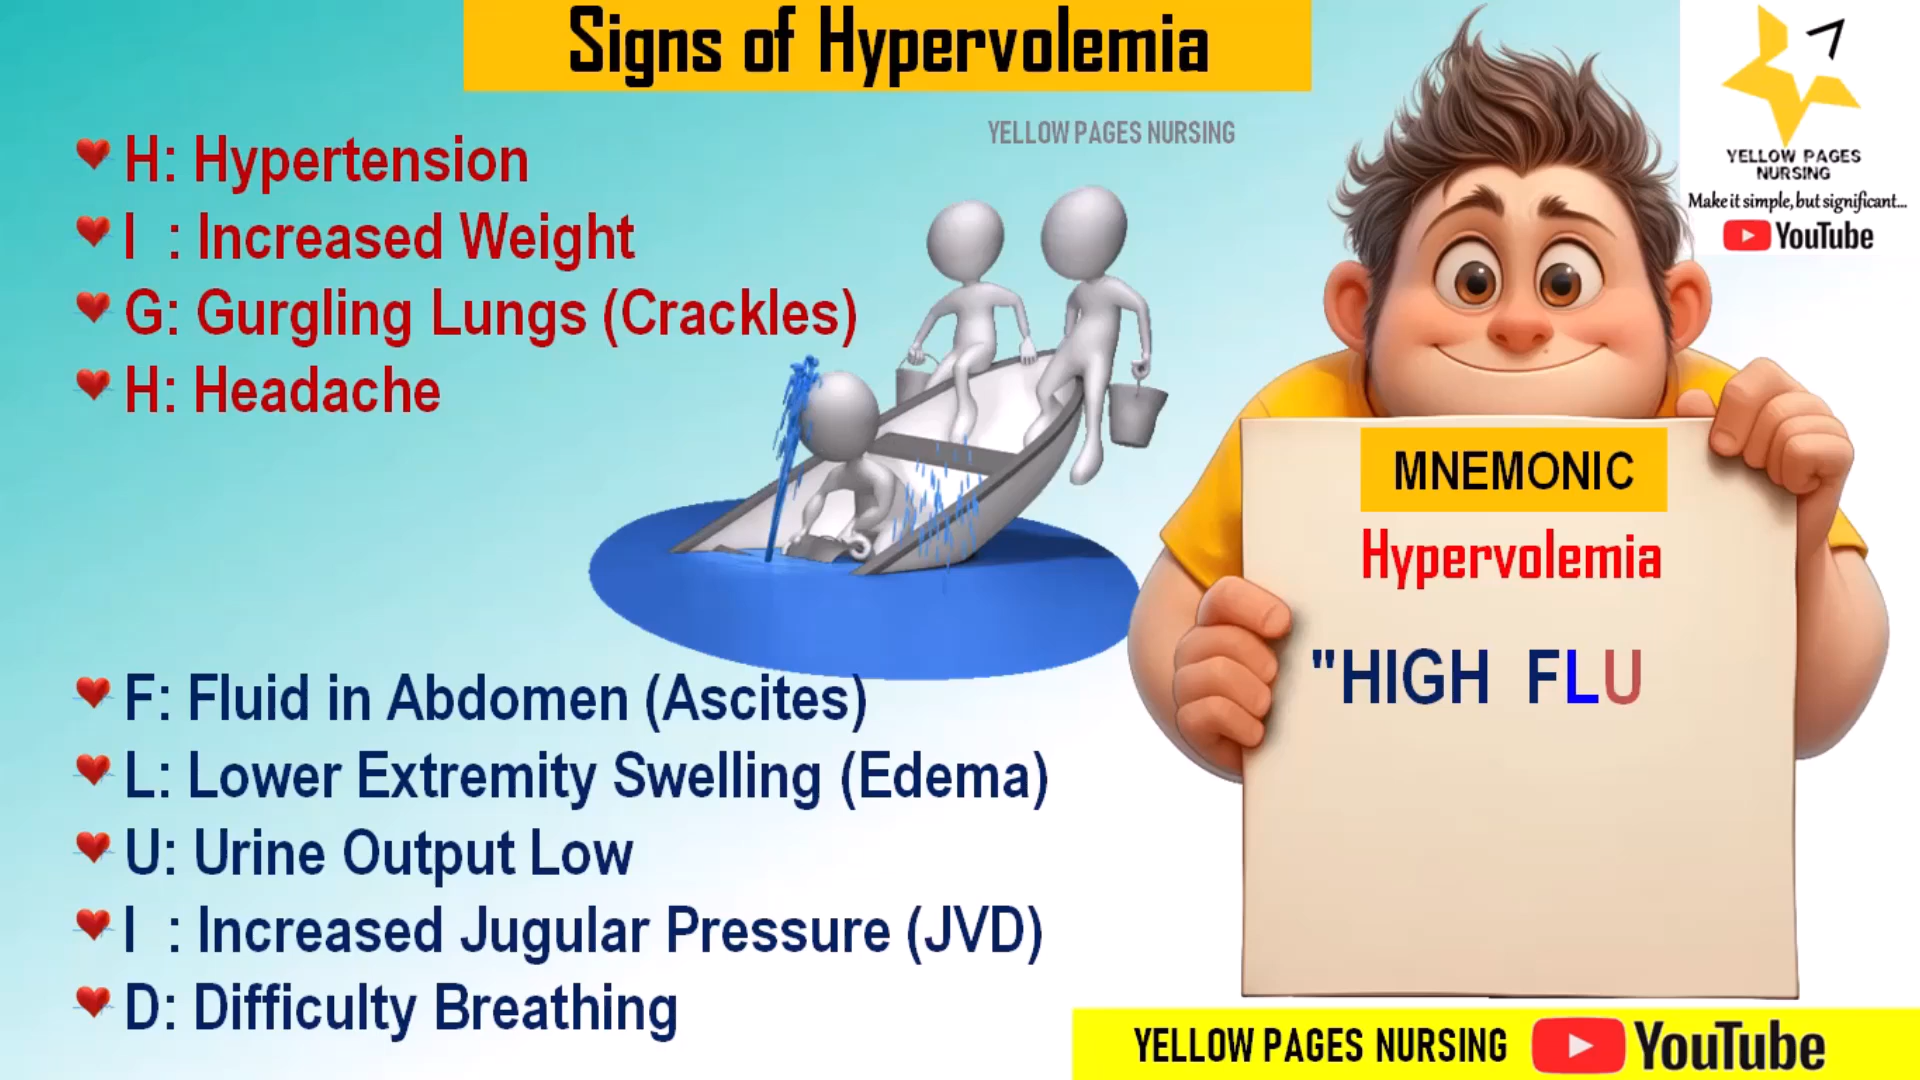 Signs of Hypervolemia
YELLOW PAGES NURSING
H: Hypertension
I : Increased Weight
G: Gurgling Lungs (Crackles)
H: Headache
F: Fluid in Abdomen (Ascites)
L: Lower Extremity Swelling (Edema)
U: Urine Output Low
I : Increased Jugular Pressure (JVD)
D: Difficulty Breathing
YELLOW PAGES
NURSING
Make it simple, but significant...
YouTube
MNEMONIC
Hypervolemia
"HIGH FLU
YELLOW PAGES NURSING YouTube